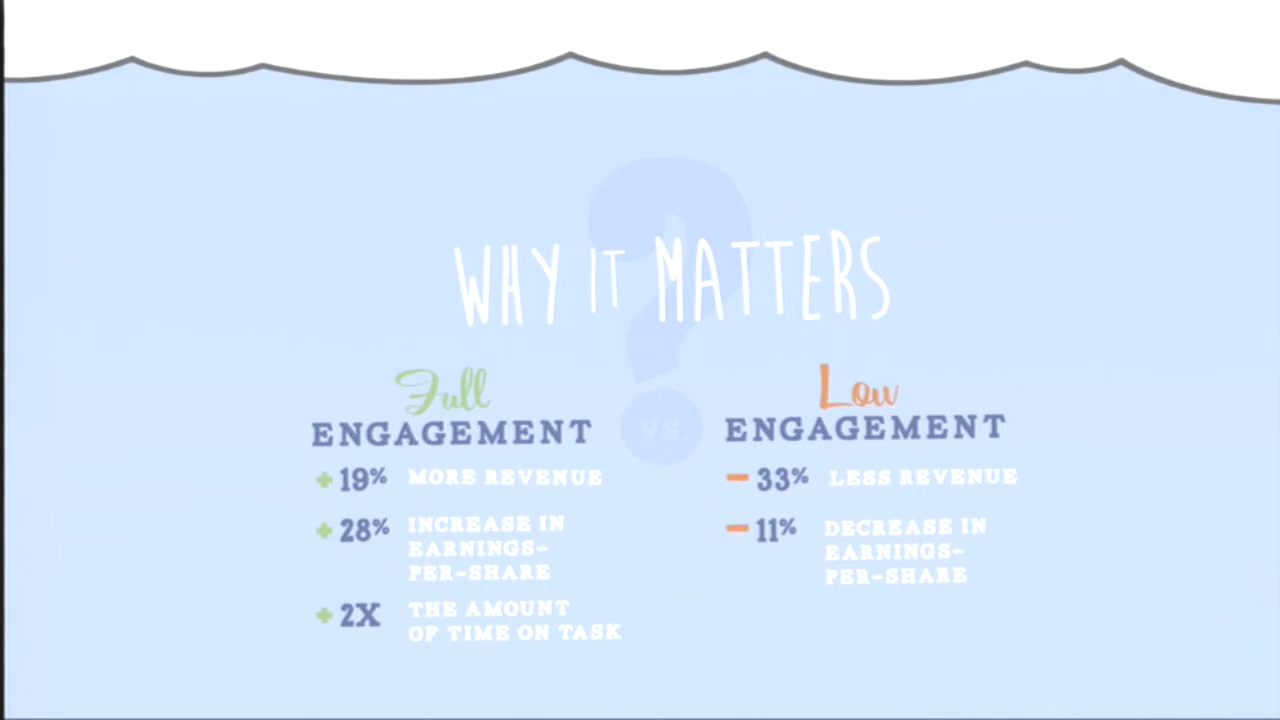 ?
WHY IT MATTERS
Full
ENGAGEMENT
+ 19% MORE REVENUE
+ 28% INCREASE IN
EARNINGS-
PER-SHARE
+ 2X THE AMOUNT
OF TIME ON TASK
VS.
Low
ENGAGEMENT
- 33% LESS REVENUE
- 11% DECREASE IN
EARNINGS-
PER-SHARE